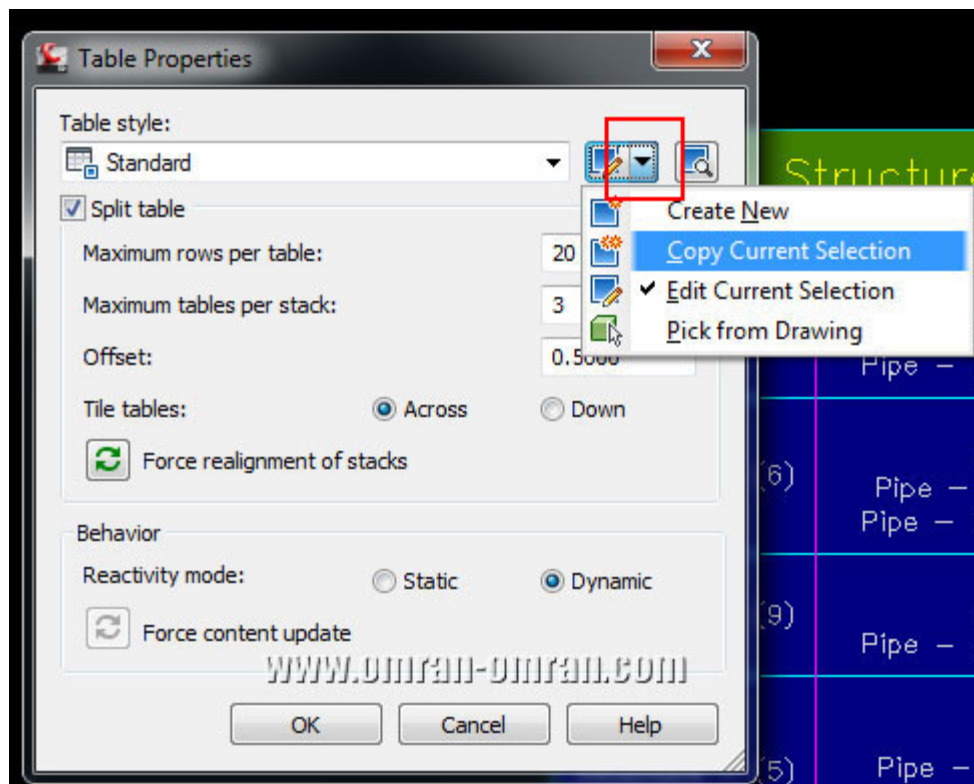 Table Properties
Table style:
Standard
Structure
Split table
Create New
Maximum rows per table:
20
Copy Current Selection
Maximum tables per stack:
3
Edit Current Selection
Pick from Drawing
Offset:
0.5000
Pipe –
Tile tables:
Across
Down
Force realignment of stacks
(6)
Pipe –
Pipe –
Behavior
Reactivity mode:
Static
Dynamic
(9)
Force content update
Pipe –
www.omran-omran.com
OK
Cancel
Help
(5)
Pipe –